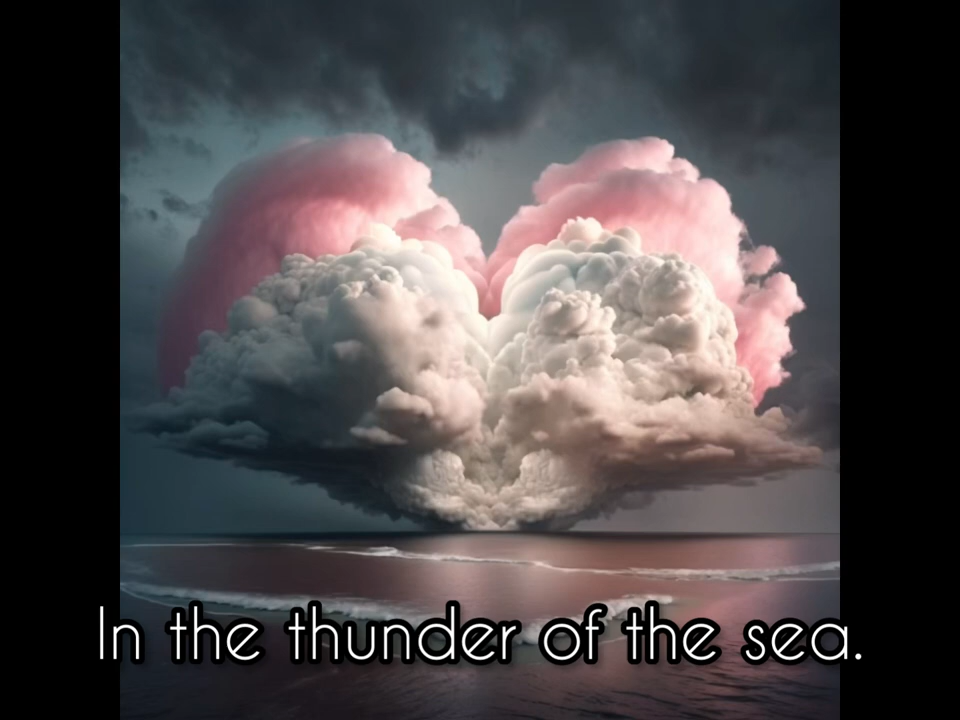 In the thunder of the sea.